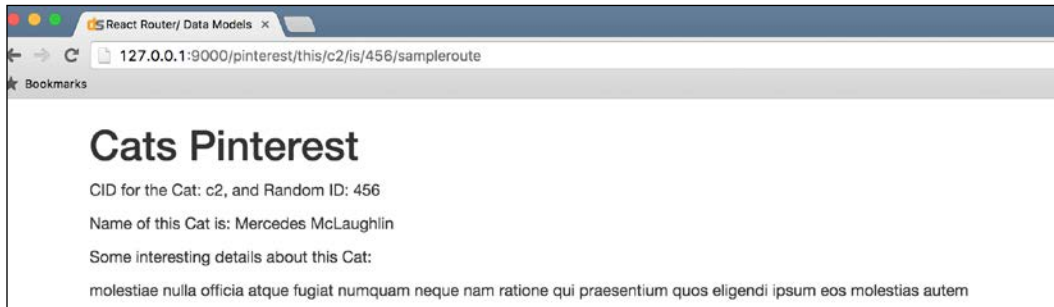 React Router/ Data Models
127.0.0.1:9000/pinterest/this/c2/is/456/sampleroute
Bookmarks
Cats Pinterest
CID for the Cat: c2, and Random ID: 456
Name of this Cat is: Mercedes McLaughlin
Some interesting details about this Cat:
molestiae nulla officia atque fugiat numquam neque nam ratione qui praesentium quos eligendi ipsum eos molestias autem